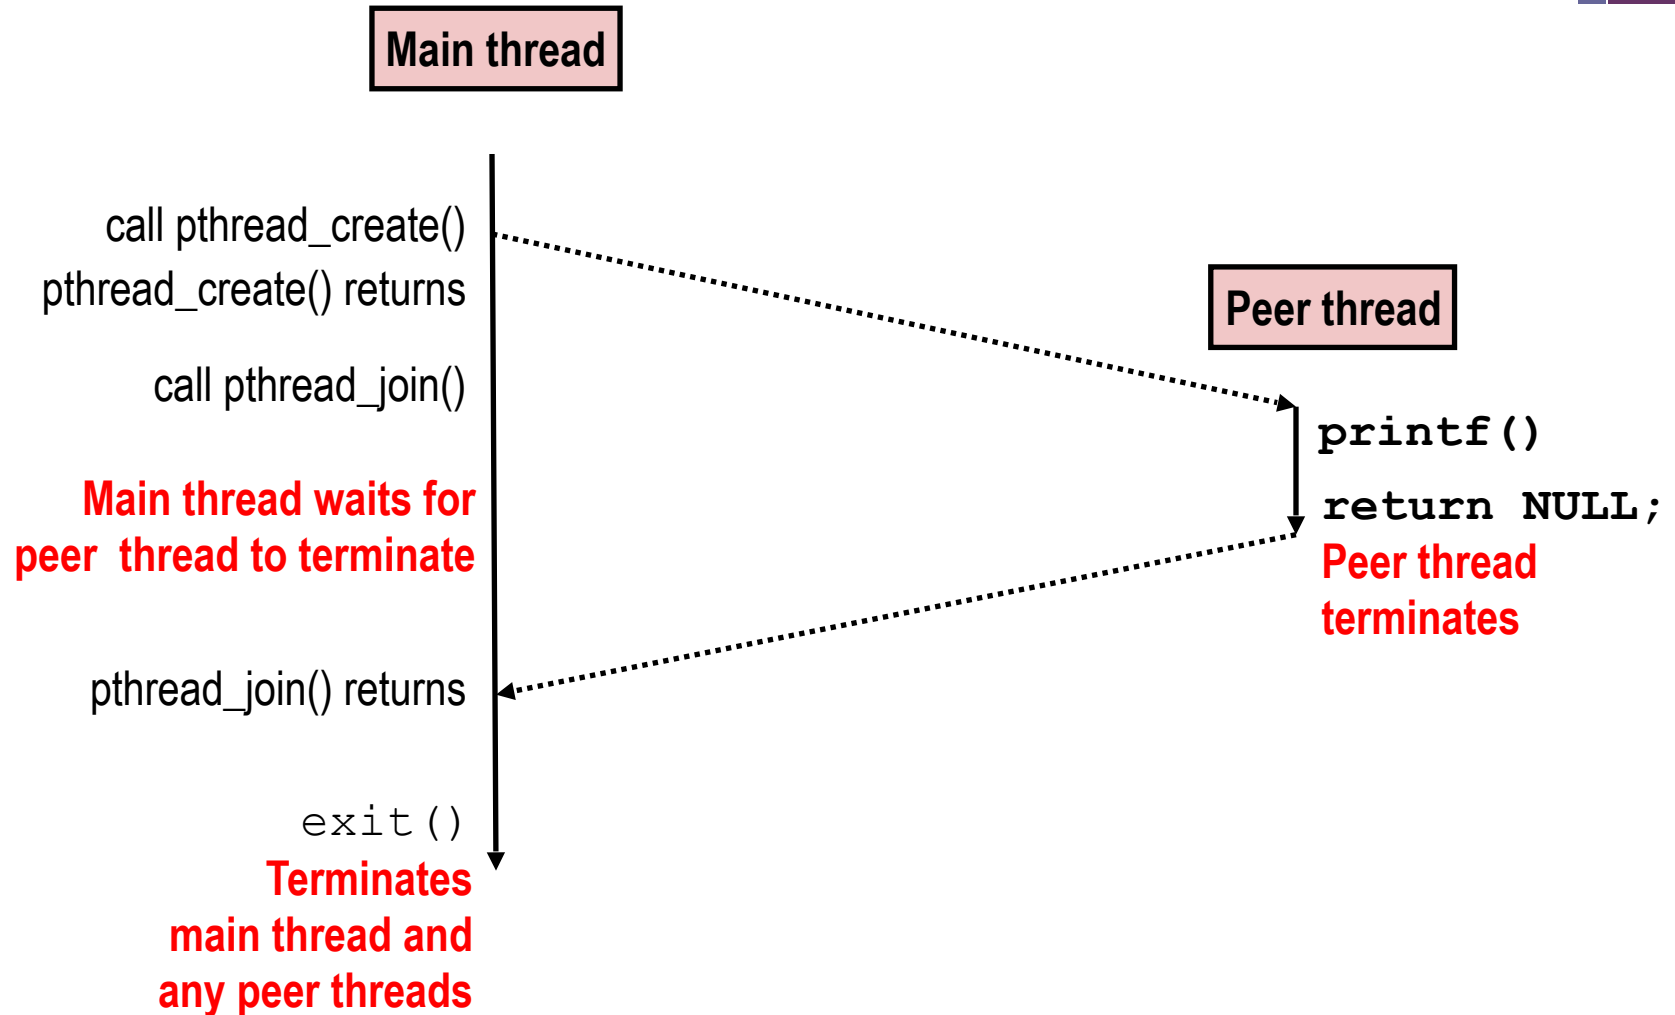 Main thread
call pthread_create()
pthread_create() returns
Peer thread
call pthread_join()
printf()
Main thread waits for
peer thread to terminate
return NULL;
Peer thread
terminates
pthread_join() returns
exit()
Terminates
main thread and
any peer threads